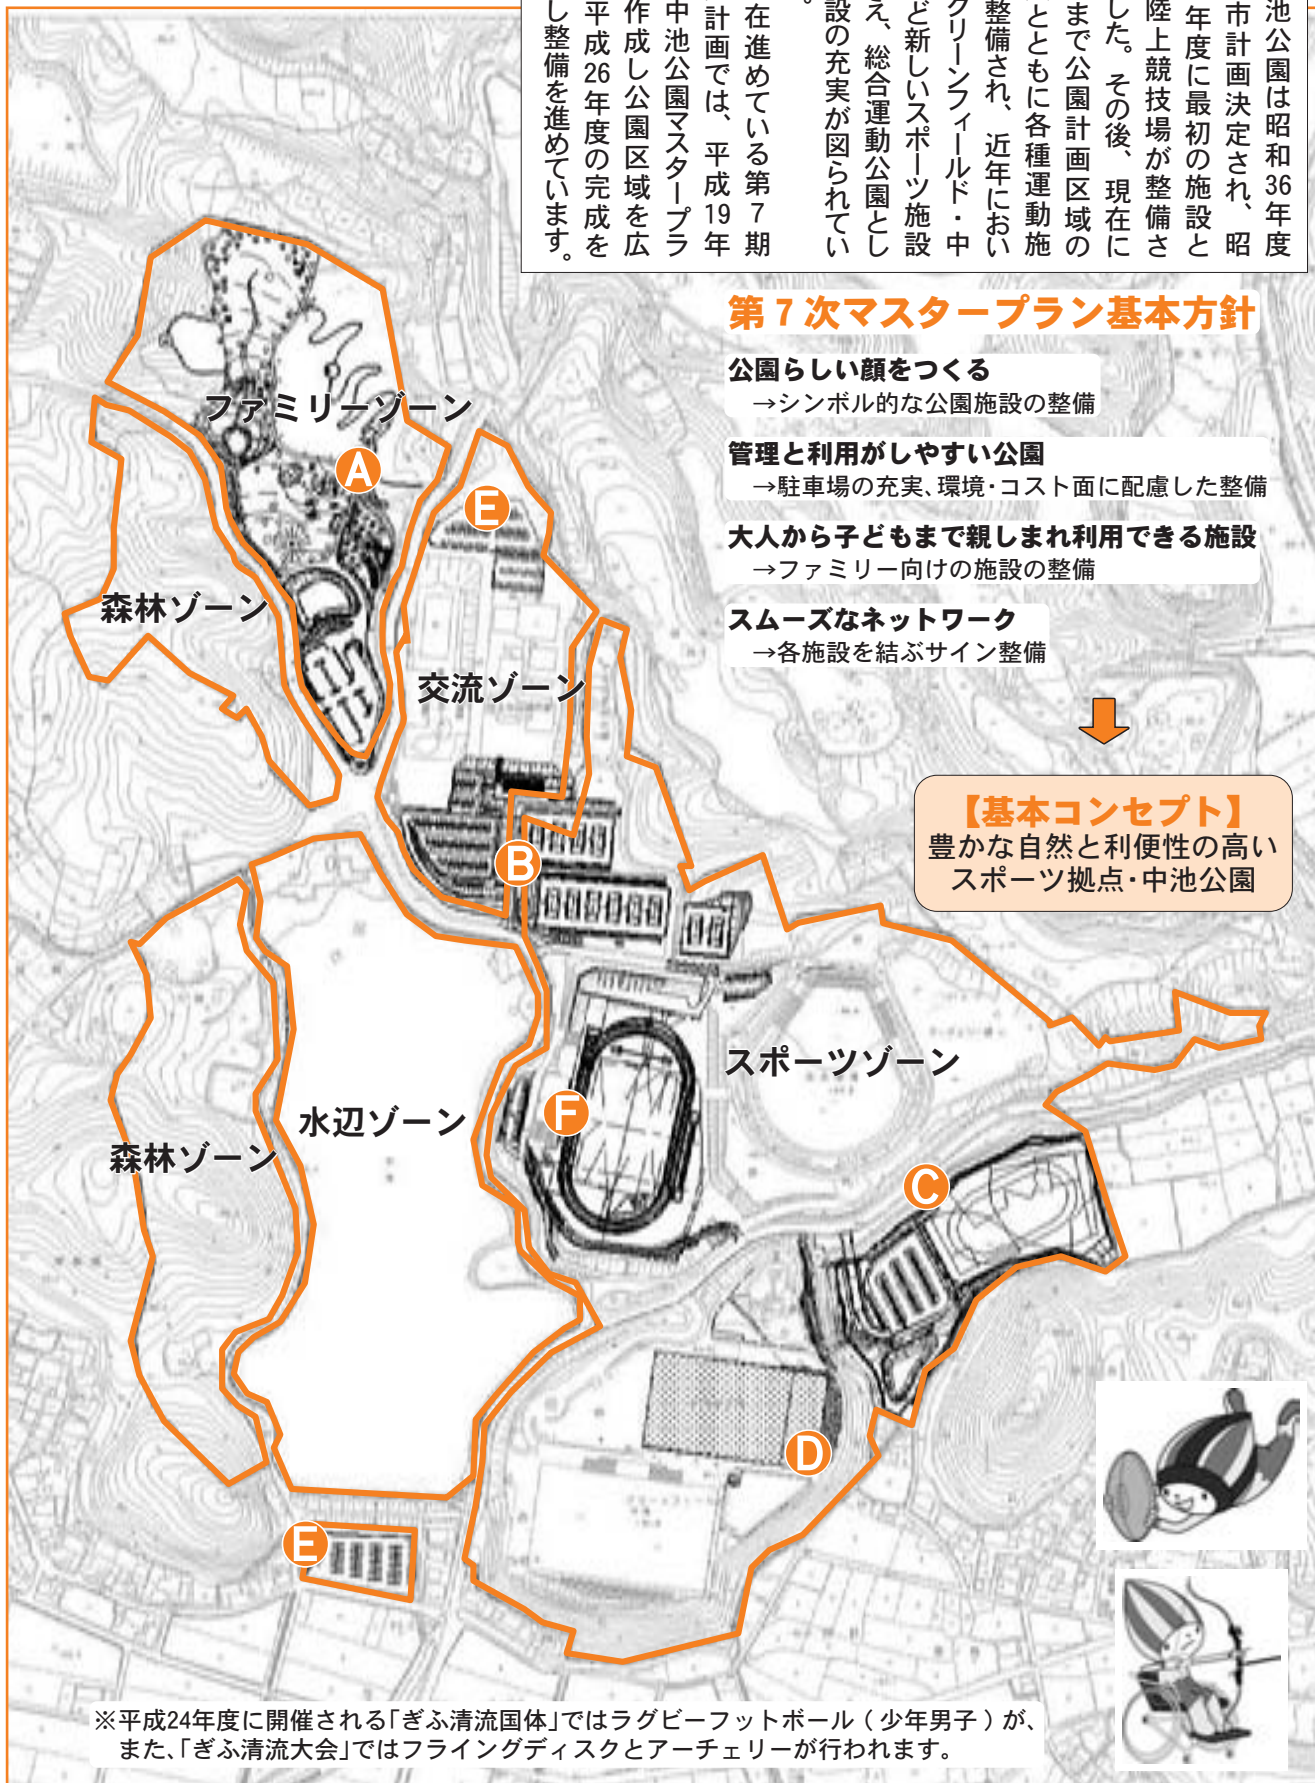 池公園は昭和36年度
市計画決定され、昭
年度に最初の施設と
陸上競技場が整備さ
した。その後、現在に
まで公園計画区域の
とともに各種運動施
整備され、近年におい
クリーンフィールド・中
ど新しいスポーツ施設
え、総合運動公園とし
設の充実が図られてい
。
在進めている第7期
計画では、平成19年
中池公園マスタープラ
作成し公園区域を広
平成26年度の完成を
し整備を進めています。
第7次マスタープラン基本方針
公園らしい顔をつくる
→シンボル的な公園施設の整備
管理と利用がしやすい公園
→駐車場の充実、環境・コスト面に配慮した整備
大人から子どもまで親しまれ利用できる施設
→ファミリー向けの施設の整備
スムーズなネットワーク
→各施設を結ぶサイン整備
【基本コンセプト】
豊かな自然と利便性の高い
スポーツ拠点・中池公園
ファミリーゾーン
A
E
森林ゾーン
交流ゾーン
B
スポーツゾーン
F
水辺ゾーン
森林ゾーン
C
D
E
※平成24年度に開催される「ぎふ清流国体」ではラグビーフットボール(少年男子)が、
また、「ぎふ清流大会」ではフライングディスクとアーチェリーが行われます。